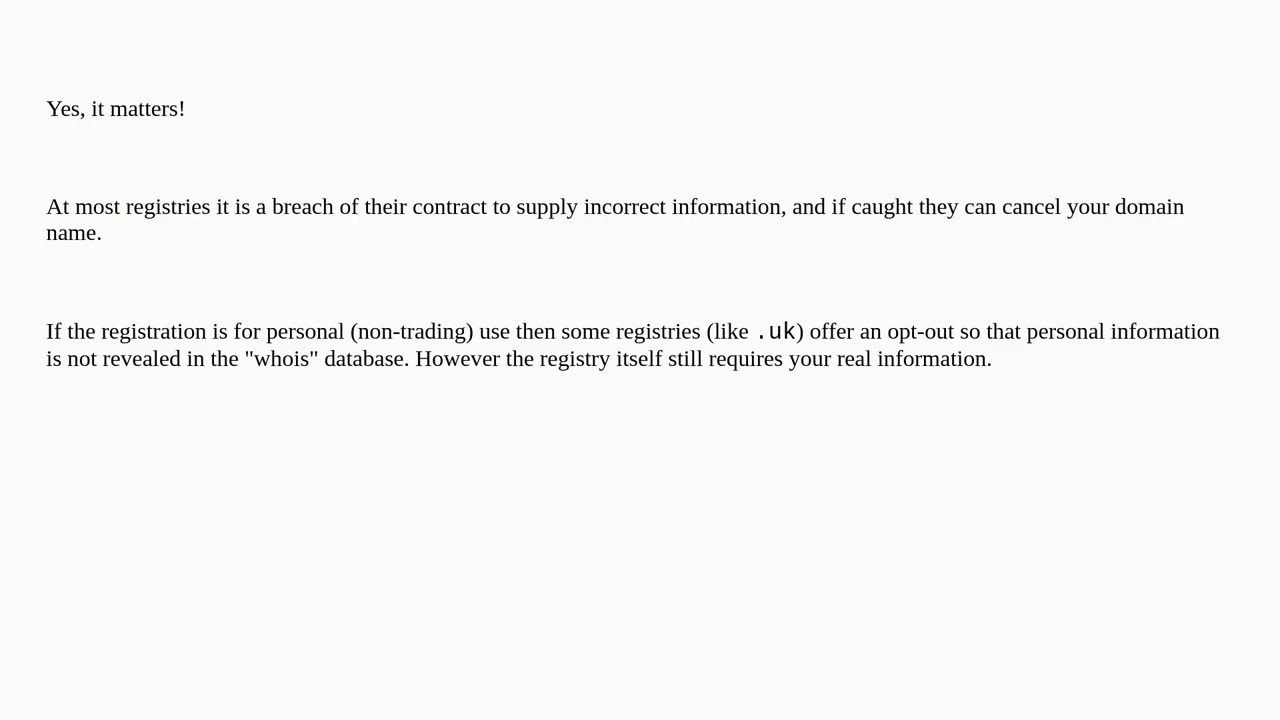 Yes, it matters!
At most registries it is a breach of their contract to supply incorrect information, and if caught they can cancel your domain
name.
If the registration is for personal (non-trading) use then some registries (like .uk) offer an opt-out so that personal information
is not revealed in the "whois" database. However the registry itself still requires your real information.